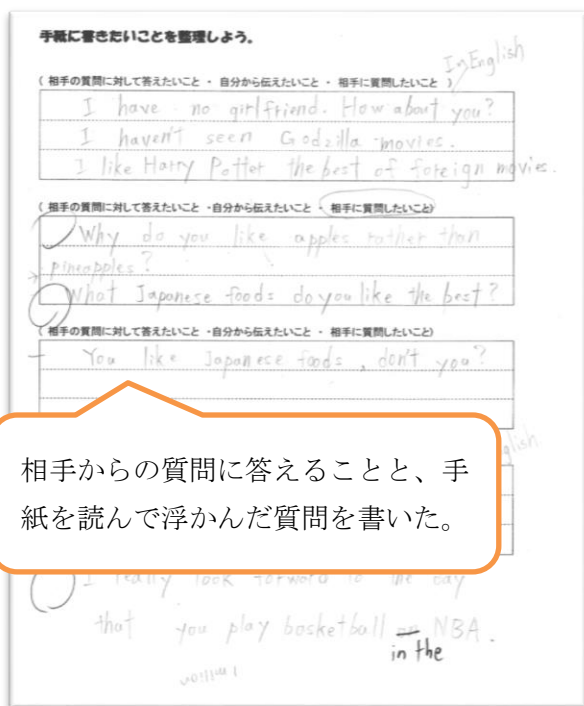 手紙に書きたいことを整理しよう。
In English
( 相手の質問に対して答えたいこと ・ 自分から伝えたいこと ・ 相手に質問したいこと )
I have no girlfriend. How about you?
I haven't seen Godzilla movies.
I like Harry Potter the best of foreign movies.
( 相手の質問に対して答えたいこと ・自分から伝えたいこと ・ 相手に質問したいこと)
Why do you like apples rather than
pineapples?
What Japanese foods do you like the best?
( 相手の質問に対して答えたいこと ・自分から伝えたいこと ・ 相手に質問したいこと)
You like Japanese foods, don't you?
相手からの質問に答えることと、手
紙を読んで浮かんだ質問を書いた。
English
I really look forword to the day
that you play basketball on NBA.
in the